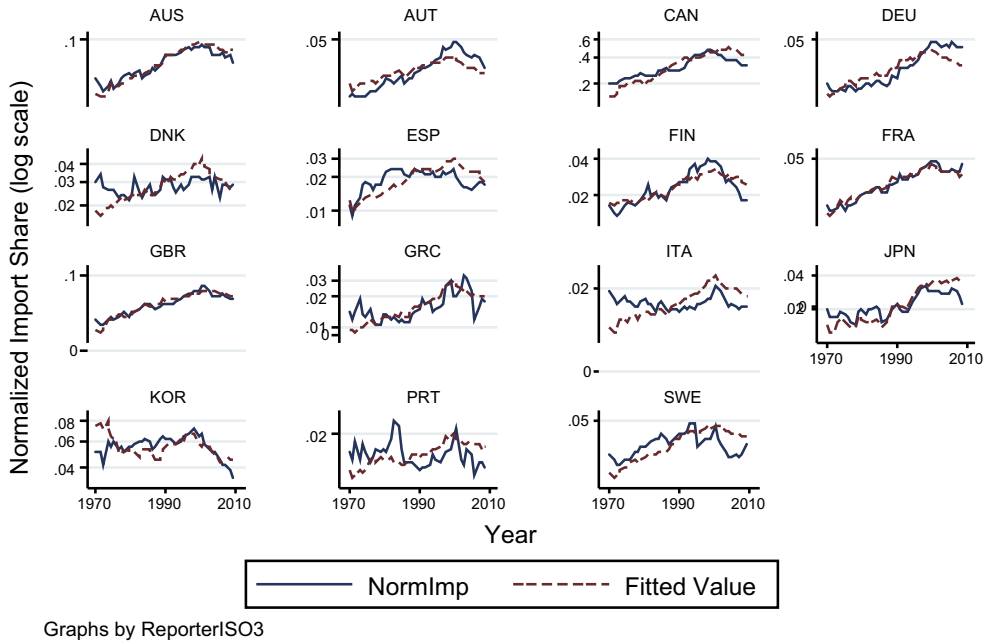 AUS
AUT
CAN
DEU
.1
.05
.6
.4
.2
.05
DNK
ESP
FIN
FRA
.04
.03
.02
.03
.02
.01
.04
.02
.05
GBR
GRC
ITA
JPN
.1
0
.03
.02
.01
0
.02
0
.04
.02
0
1970
1990
2010
KOR
PRT
SWE
.08
.06
.04
.02
.05
1970
1990
2010
1970
1990
2010
1970
1990
2010
Normalized Import Share (log scale)
Year
NormImp
Fitted Value
Graphs by ReporterISO3